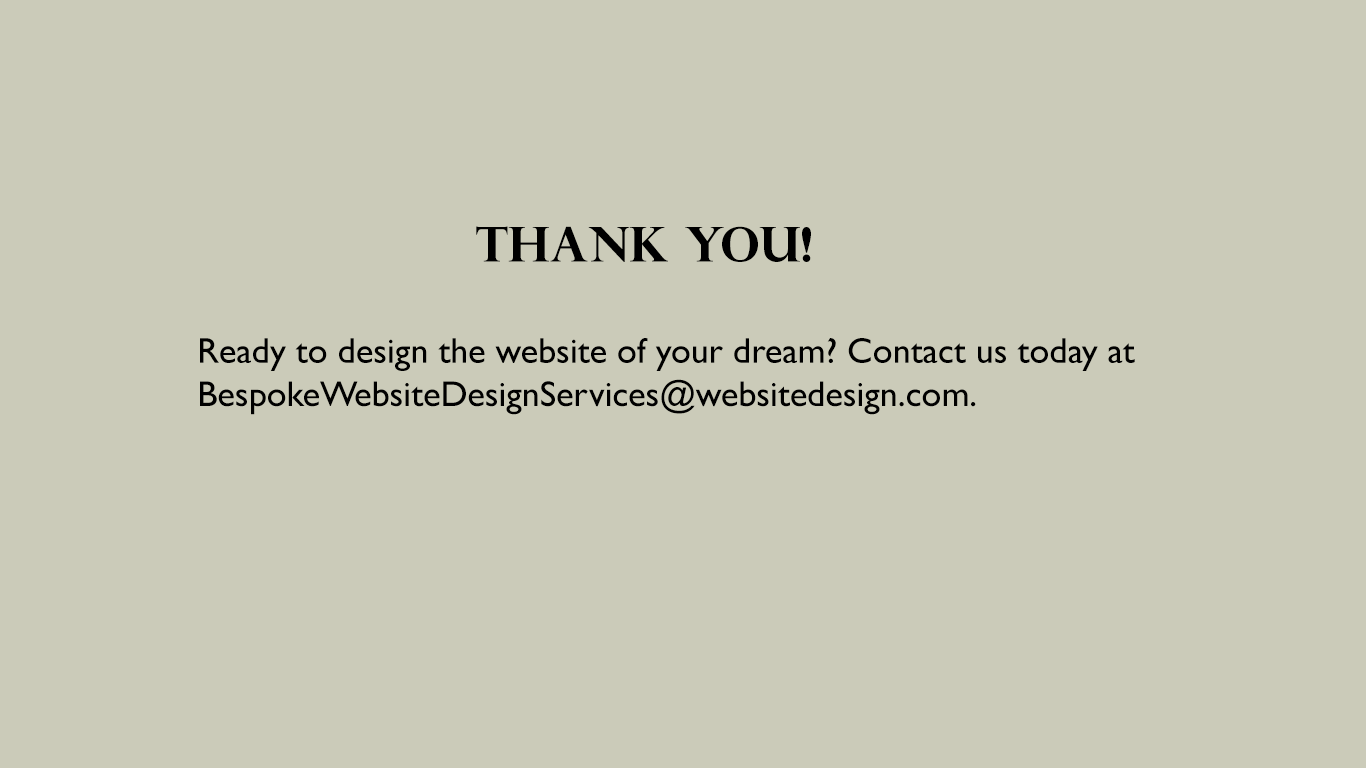 THANK YOU!
Ready to design the website of your dream? Contact us today at
BespokeWebsiteDesignServices@websitedesign.com.